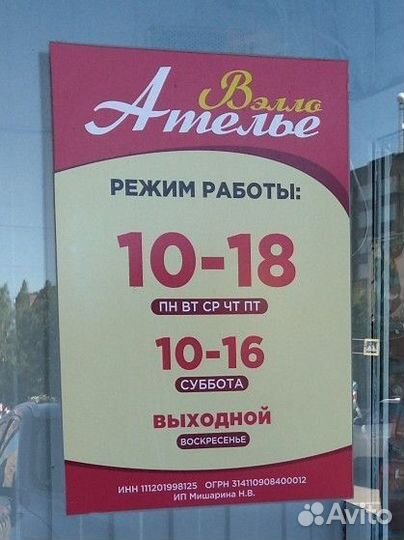 Вэлло
Ателье
РЕЖИМ РАБОТЫ:
10-18
ПН ВТ СР ЧТ ПТ
10-16
СУББОТА
ВЫХОДНОЙ
ВОСКРЕСЕНЬЕ
ИНН 111201998125 ОГРН 314110908400012
ИП Мишарина Н.В.
Avito